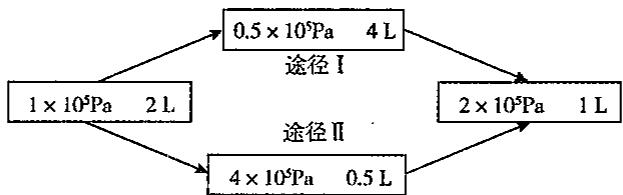 0.5 × 10⁵Pa 4 L
途径 Ⅰ
1 × 10⁵Pa 2 L
2 × 10⁵Pa 1 L
途径 Ⅱ
4 × 10⁵Pa 0.5 L